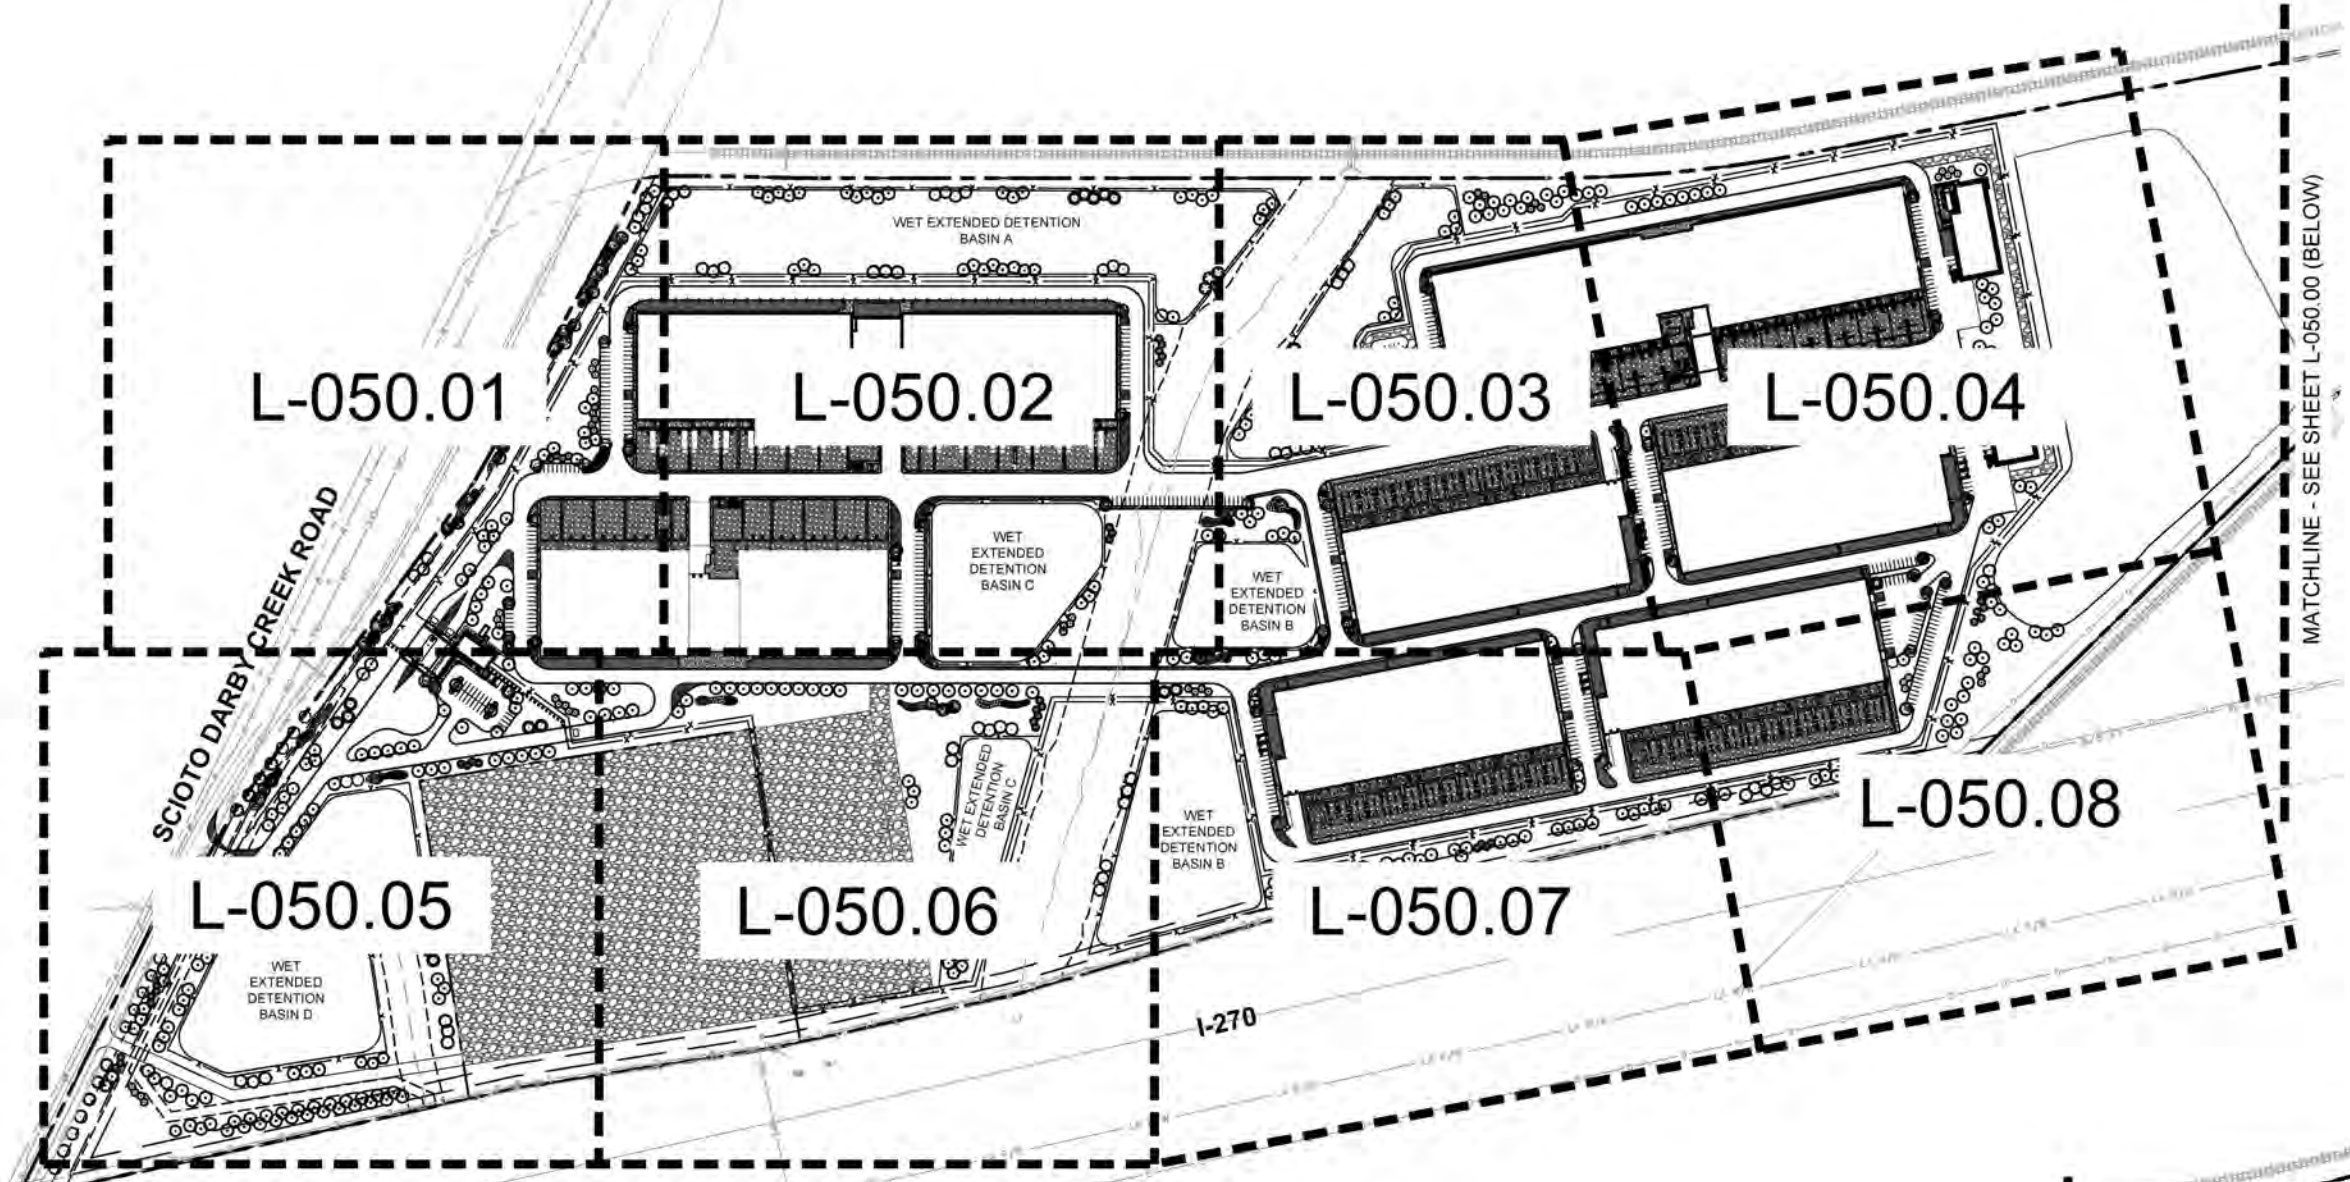 WET EXTENDED DETENTION
BASIN A
L-050.01
L-050.02
L-050.03
L-050.04
MATCHLINE - SEE SHEET L-050.00 (BELOW)
SCIOTO DARBY CREEK ROAD
WET
EXTENDED
DETENTION
BASIN C
WET
EXTENDED
DETENTION
BASIN B
WET EXTENDED
DETENTION
BASIN C
WET
EXTENDED
DETENTION
BASIN B
L-050.05
L-050.06
L-050.07
L-050.08
WET
EXTENDED
DETENTION
BASIN D
I-270